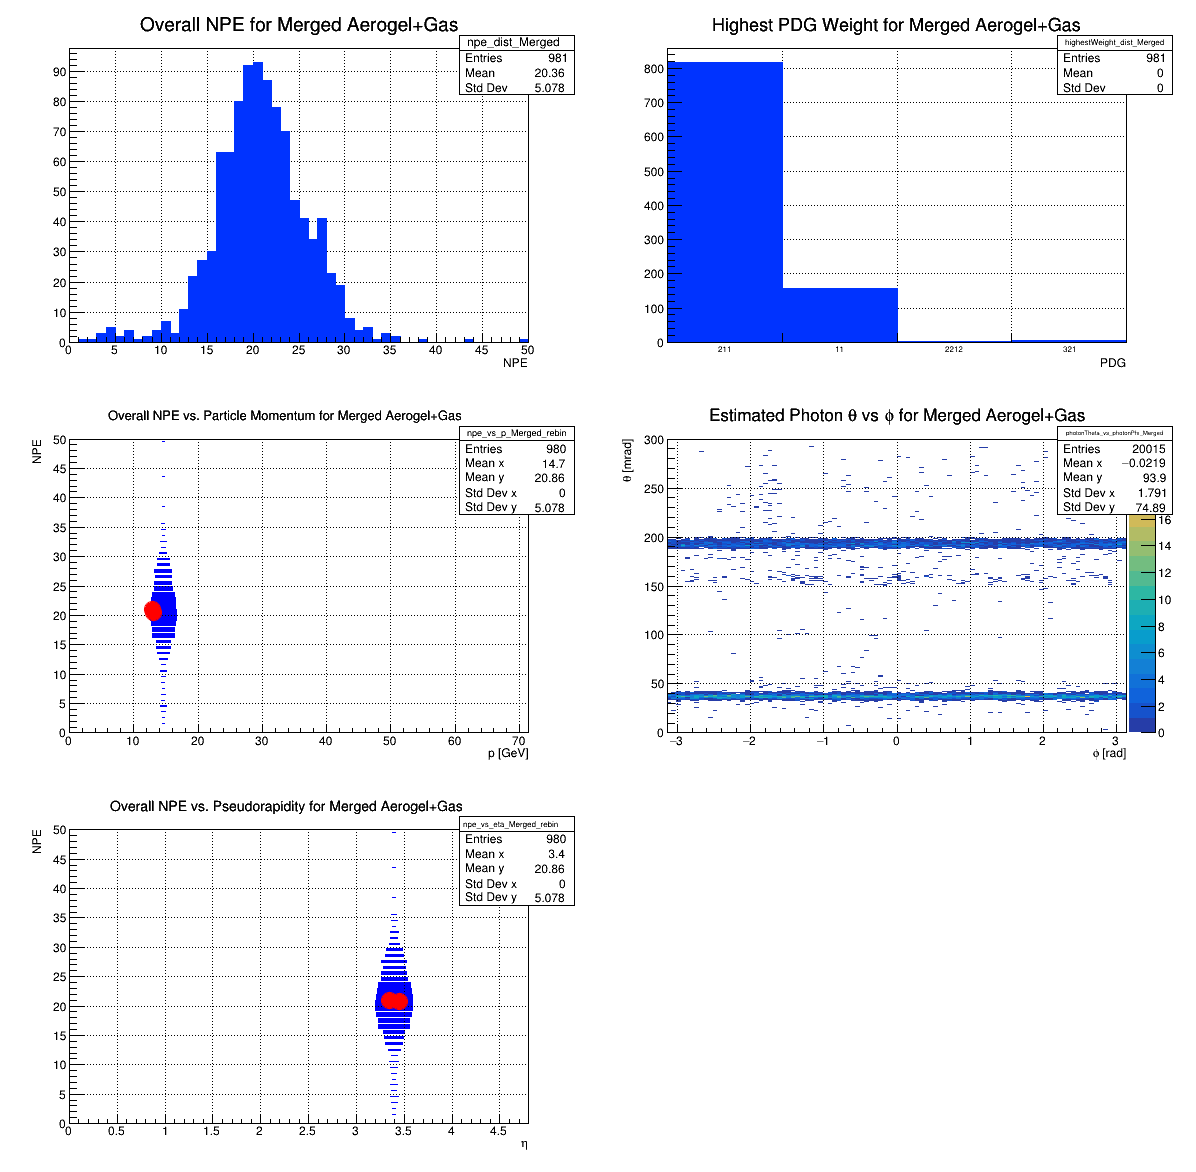 Overall NPE for Merged Aerogel+Gas
npe_dist_Merged
Entries 981
Mean 20.36
Std Dev 5.078
90
80
70
60
50
40
30
20
10
0
0 5 10 15 20 25 30 35 40 45 50
NPE
Highest PDG Weight for Merged Aerogel+Gas
highestWeight_dist_Merged
Entries 981
Mean 0
Std Dev 0
800
700
600
500
400
300
200
100
0
211 11 2212 321
PDG
Overall NPE vs. Particle Momentum for Merged Aerogel+Gas
npe_vs_p_Merged_rebin
Entries 980
Mean x 14.7
Mean y 20.86
Std Dev x 0
Std Dev y 5.078
NPE
50
45
40
35
30
25
20
15
10
5
0
0 10 20 30 40 50 60 70
p [GeV]
Estimated Photon θ vs ϕ for Merged Aerogel+Gas
photonTheta_vs_photonPhi_Merged
Entries 20015
Mean x −0.0219
Mean y 93.9
Std Dev x 1.791
Std Dev y 74.89
θ [mrad]
300
250
200
150
100
50
0
−3 −2 −1 0 1 2 3
ϕ [rad]
16
14
12
10
8
6
4
2
0
Overall NPE vs. Pseudorapidity for Merged Aerogel+Gas
npe_vs_eta_Merged_rebin
Entries 980
Mean x 3.4
Mean y 20.86
Std Dev x 0
Std Dev y 5.078
NPE
50
45
40
35
30
25
20
15
10
5
0
0 0.5 1 1.5 2 2.5 3 3.5 4 4.5
η